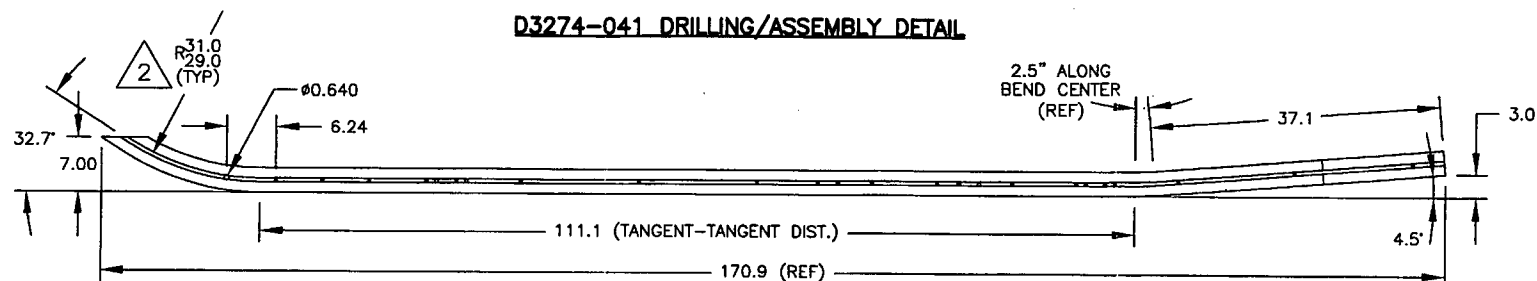 D3274-041 DRILLING/ASSEMBLY DETAIL
2
R31.0
29.0
(TYP)
ø0.640
6.24
32.7°
7.00
2.5" ALONG
BEND CENTER
(REF)
37.1
3.0
111.1 (TANGENT-TANGENT DIST.)
4.5°
170.9 (REF)